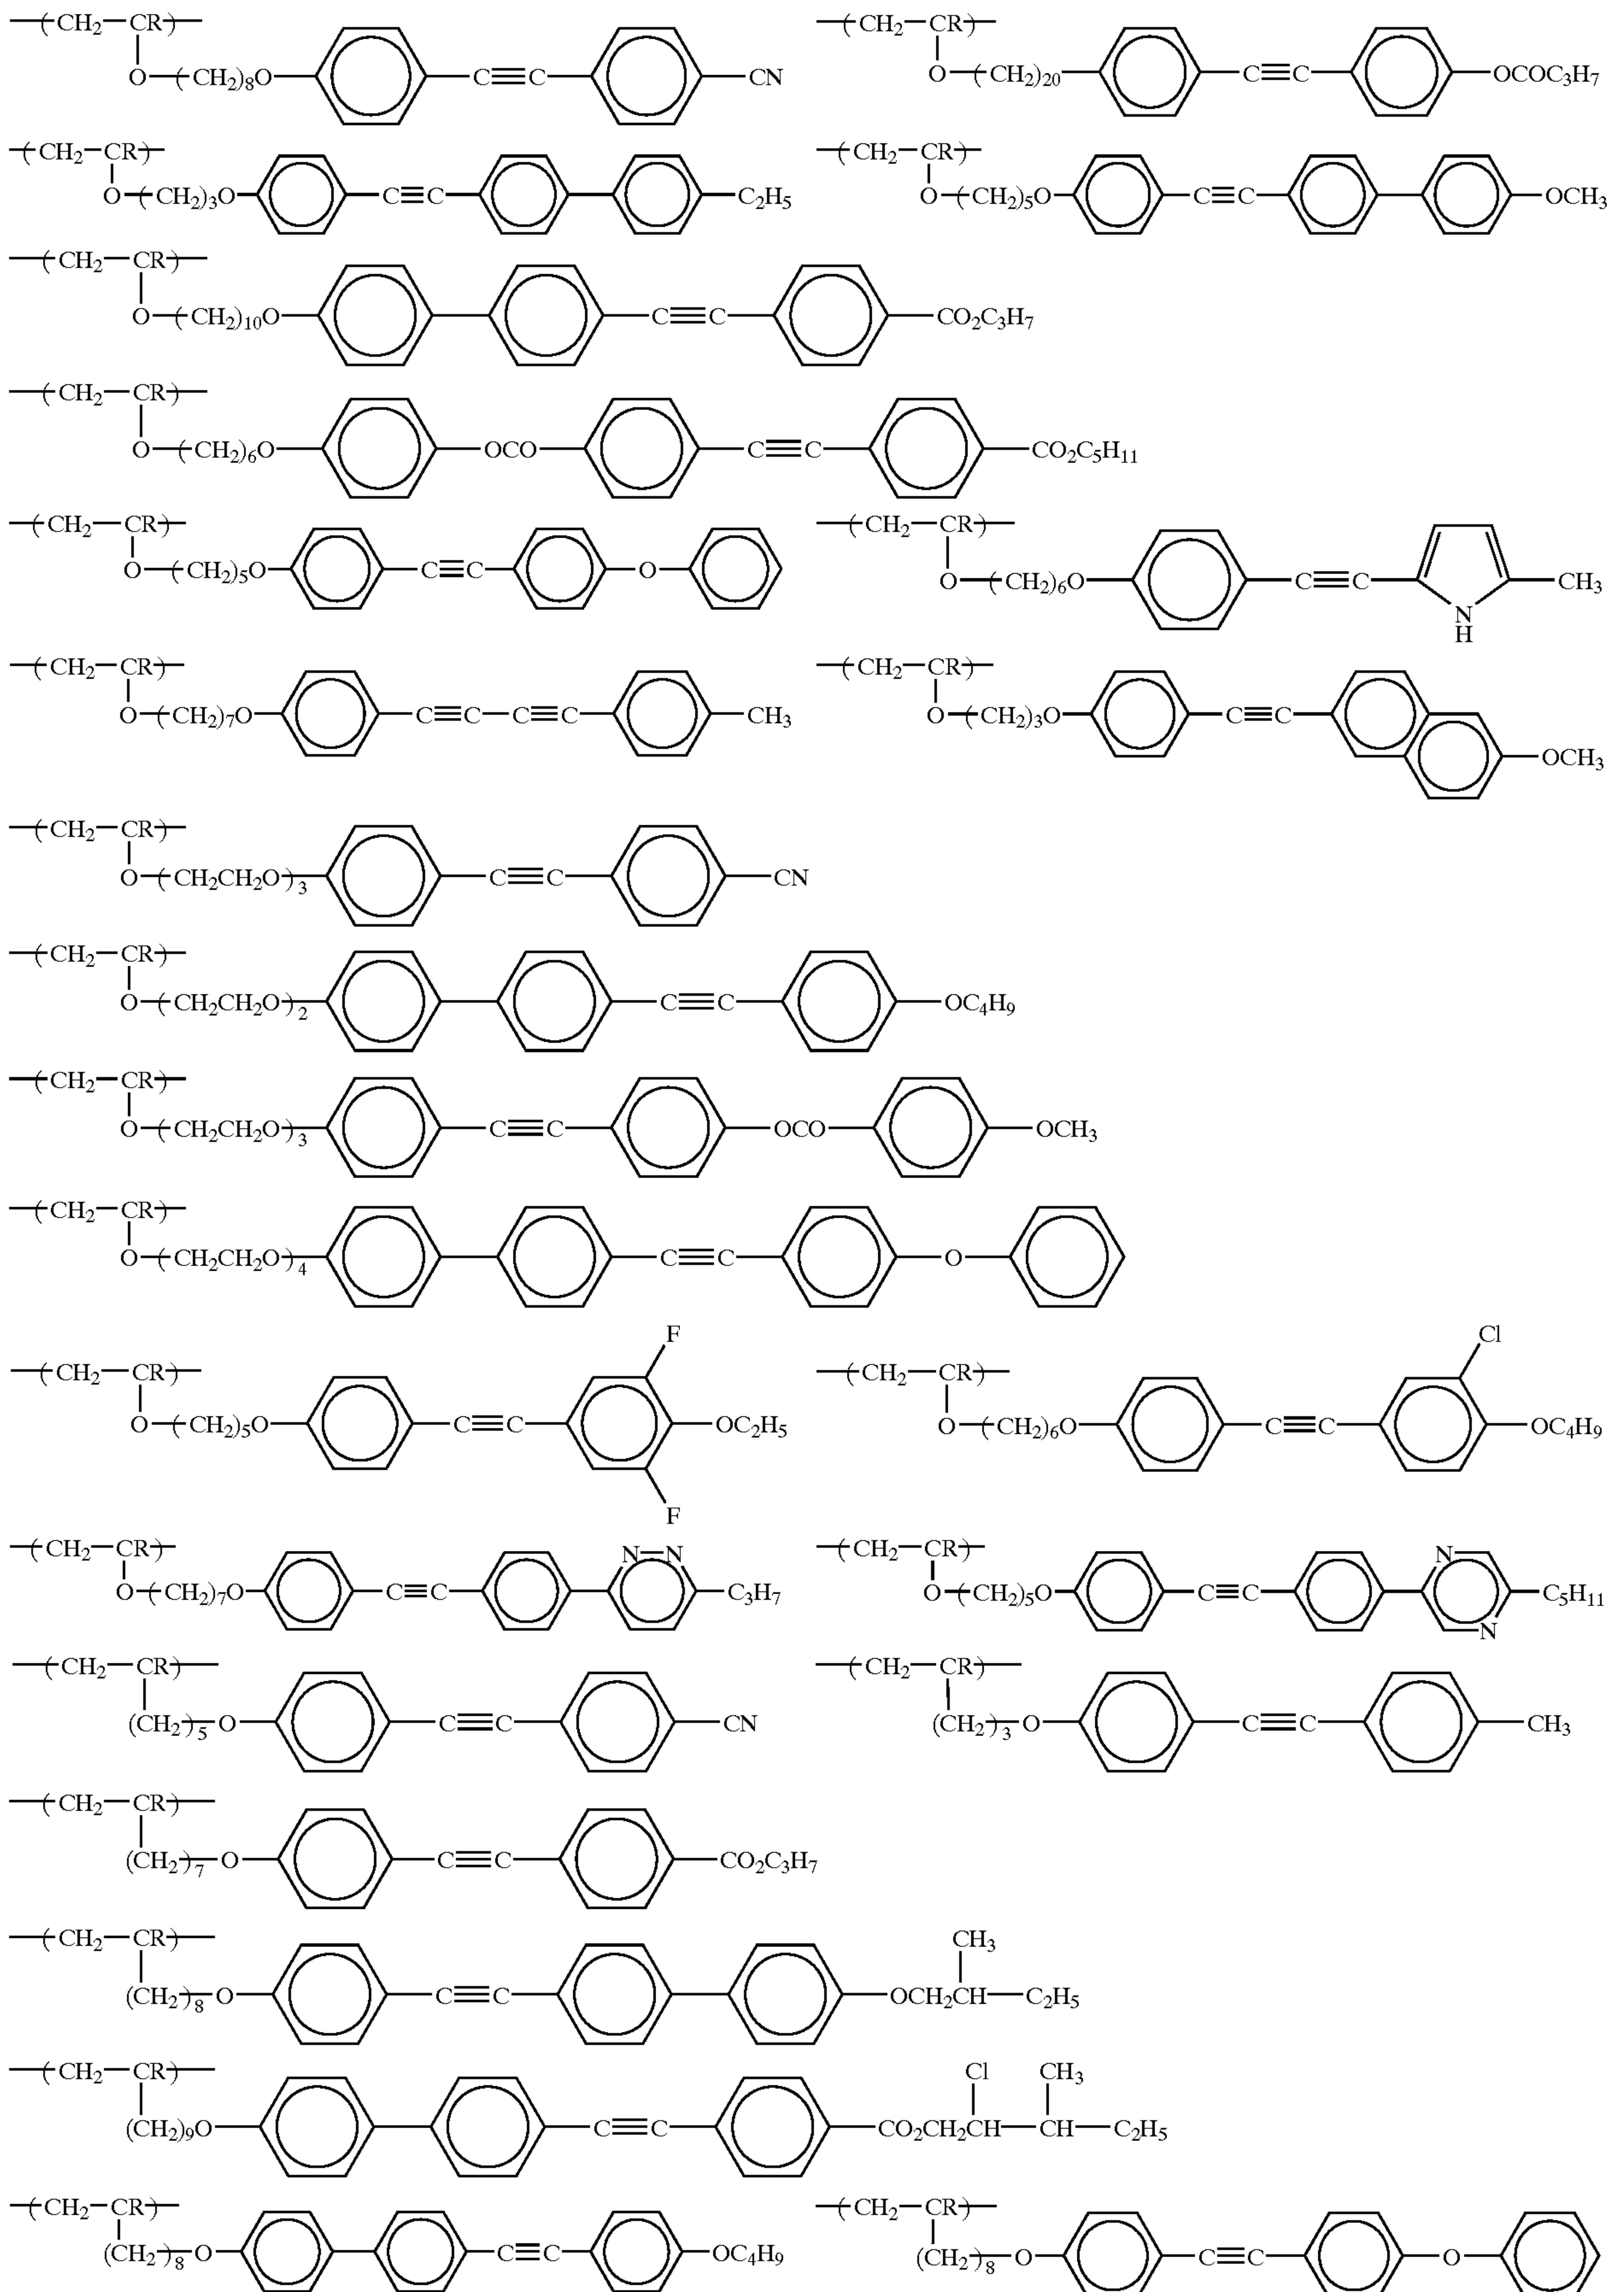 —(CH₂—CR)— —(CH₂—CR)—
O—(CH₂)₈O— —C≡C— —CN O—(CH₂)₂₀— —C≡C— —OCOC₃H₇
—(CH₂—CR)— —(CH₂—CR)—
O—(CH₂)₃O— —C≡C— —C₂H₅ O—(CH₂)₅O— —C≡C— —OCH₃
—(CH₂—CR)—
O—(CH₂)₁₀O— —C≡C— —CO₂C₃H₇
—(CH₂—CR)—
O—(CH₂)₆O— —OCO— —C≡C— —CO₂C₅H₁₁
—(CH₂—CR)— —(CH₂—CR)—
O—(CH₂)₅O— —C≡C— —O— O—(CH₂)₆O— —C≡C— —CH₃
N
H
—(CH₂—CR)— —(CH₂—CR)—
O—(CH₂)₇O— —C≡C—C≡C— —CH₃ O—(CH₂)₃O— —C≡C—
—OCH₃
—(CH₂—CR)—
O—(CH₂CH₂O)₃— —C≡C— —CN
—(CH₂—CR)—
O—(CH₂CH₂O)₂— —C≡C— —OC₄H₉
—(CH₂—CR)—
O—(CH₂CH₂O)₃— —C≡C— —OCO— —OCH₃
—(CH₂—CR)—
O—(CH₂CH₂O)₄— —C≡C— —O—
F Cl
—(CH₂—CR)— —(CH₂—CR)—
O—(CH₂)₅O— —C≡C— —OC₂H₅ O—(CH₂)₆O— —C≡C— —OC₄H₉
F
—(CH₂—CR)— N—N —(CH₂—CR)— N
O—(CH₂)₇O— —C≡C— —C₃H₇ O—(CH₂)₅O— —C≡C— —C₅H₁₁
N
—(CH₂—CR)— —(CH₂—CR)—
(CH₂)₅—O— —C≡C— —CN (CH₂)₃—O— —C≡C— —CH₃
—(CH₂—CR)—
(CH₂)₇—O— —C≡C— —CO₂C₃H₇
—(CH₂—CR)— CH₃
(CH₂)₈—O— —C≡C— —OCH₂CH—C₂H₅
—(CH₂—CR)— Cl CH₃
(CH₂)₉O— —C≡C— —CO₂CH₂CH—CH—C₂H₅
—(CH₂—CR)— —(CH₂—CR)—
(CH₂)₈—O— —C≡C— —OC₄H₉ (CH₂)₈—O— —C≡C— —O—